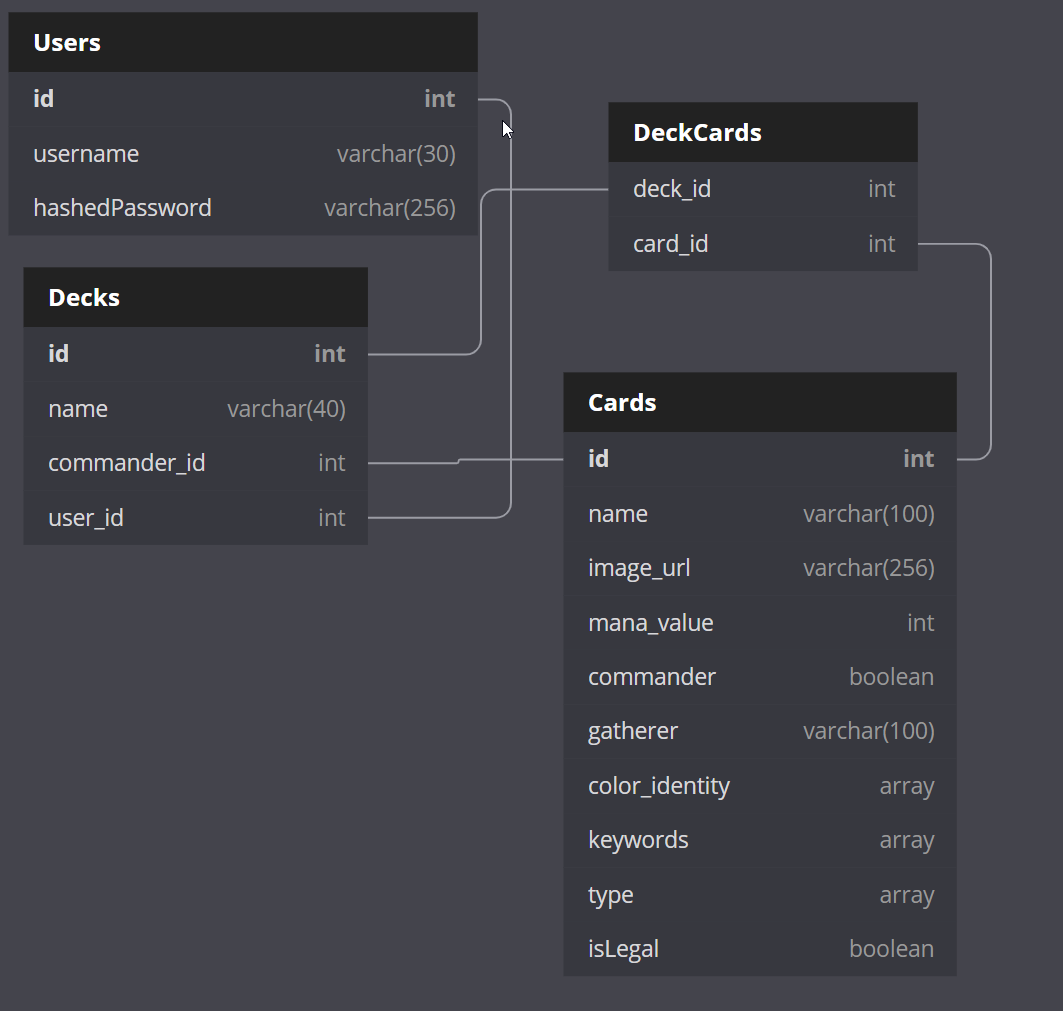 Users
id int
username varchar(30)
hashedPassword varchar(256)
Decks
id int
name varchar(40)
commander_id int
user_id int
DeckCards
deck_id int
card_id int
Cards
id int
name varchar(100)
image_url varchar(256)
mana_value int
commander boolean
gatherer varchar(100)
color_identity array
keywords array
type array
isLegal boolean